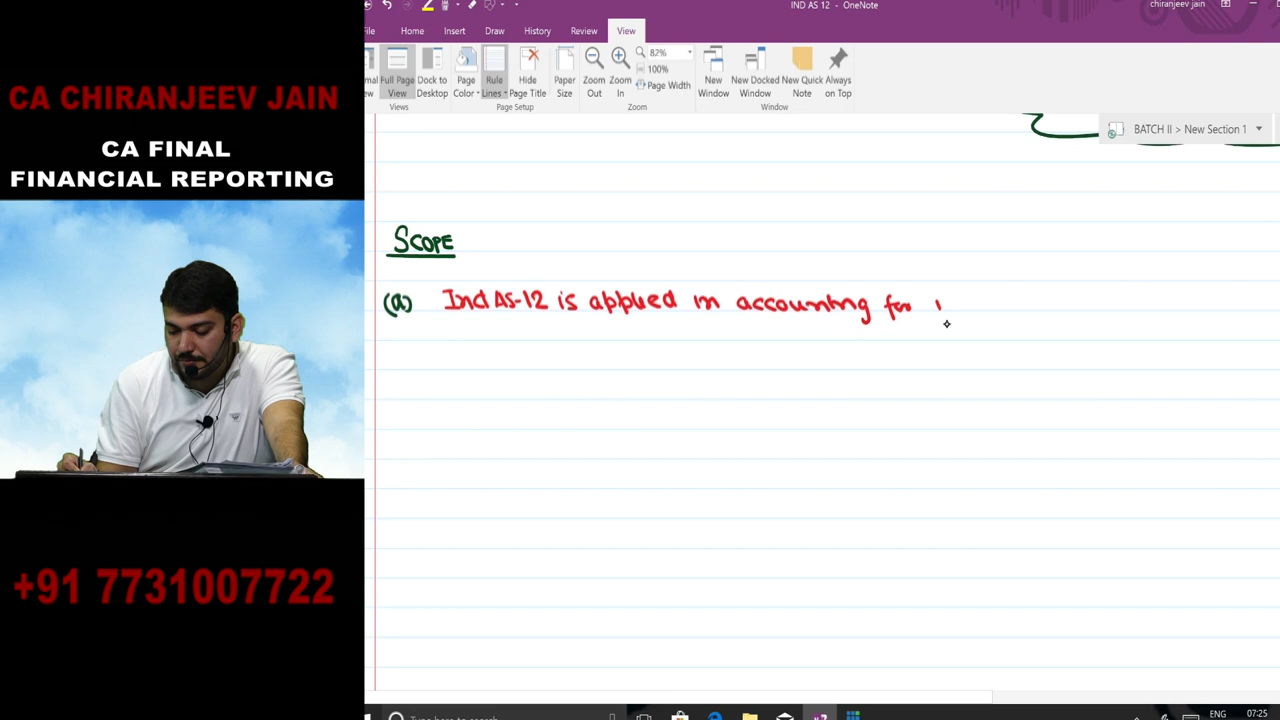 IND AS 12 - OneNote
chiranjeev jain
File Home Insert Draw History Review View
Full Page View
Dock to Desktop
Page Color
Rule Lines
Hide Page Title
Paper Size
Zoom Out
Zoom In
82%
100%
Page Width
New Window
New Docked Window
New Quick Note
Always on Top
Views Page Setup Zoom Window
BATCH II > New Section 1
CA CHIRANJEEV JAIN
CA FINAL
FINANCIAL REPORTING
+91 7731007722
SCOPE
(a) Ind AS-12 is applied in accounting for
ENG 07:25